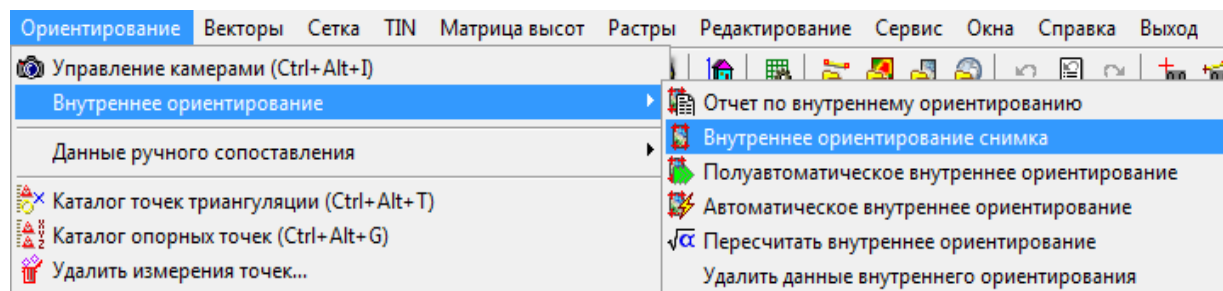 Ориентирование Векторы Сетка TIN Матрица высот Растры Редактирование Сервис Окна Справка Выход
Управление камерами (Ctrl+Alt+I)
Внутреннее ориентирование
Данные ручного сопоставления
Каталог точек триангуляции (Ctrl+Alt+T)
Каталог опорных точек (Ctrl+Alt+G)
Удалить измерения точек...
Отчет по внутреннему ориентированию
Внутреннее ориентирование снимка
Полуавтоматическое внутреннее ориентирование
Автоматическое внутреннее ориентирование
Пересчитать внутреннее ориентирование
Удалить данные внутреннего ориентирования